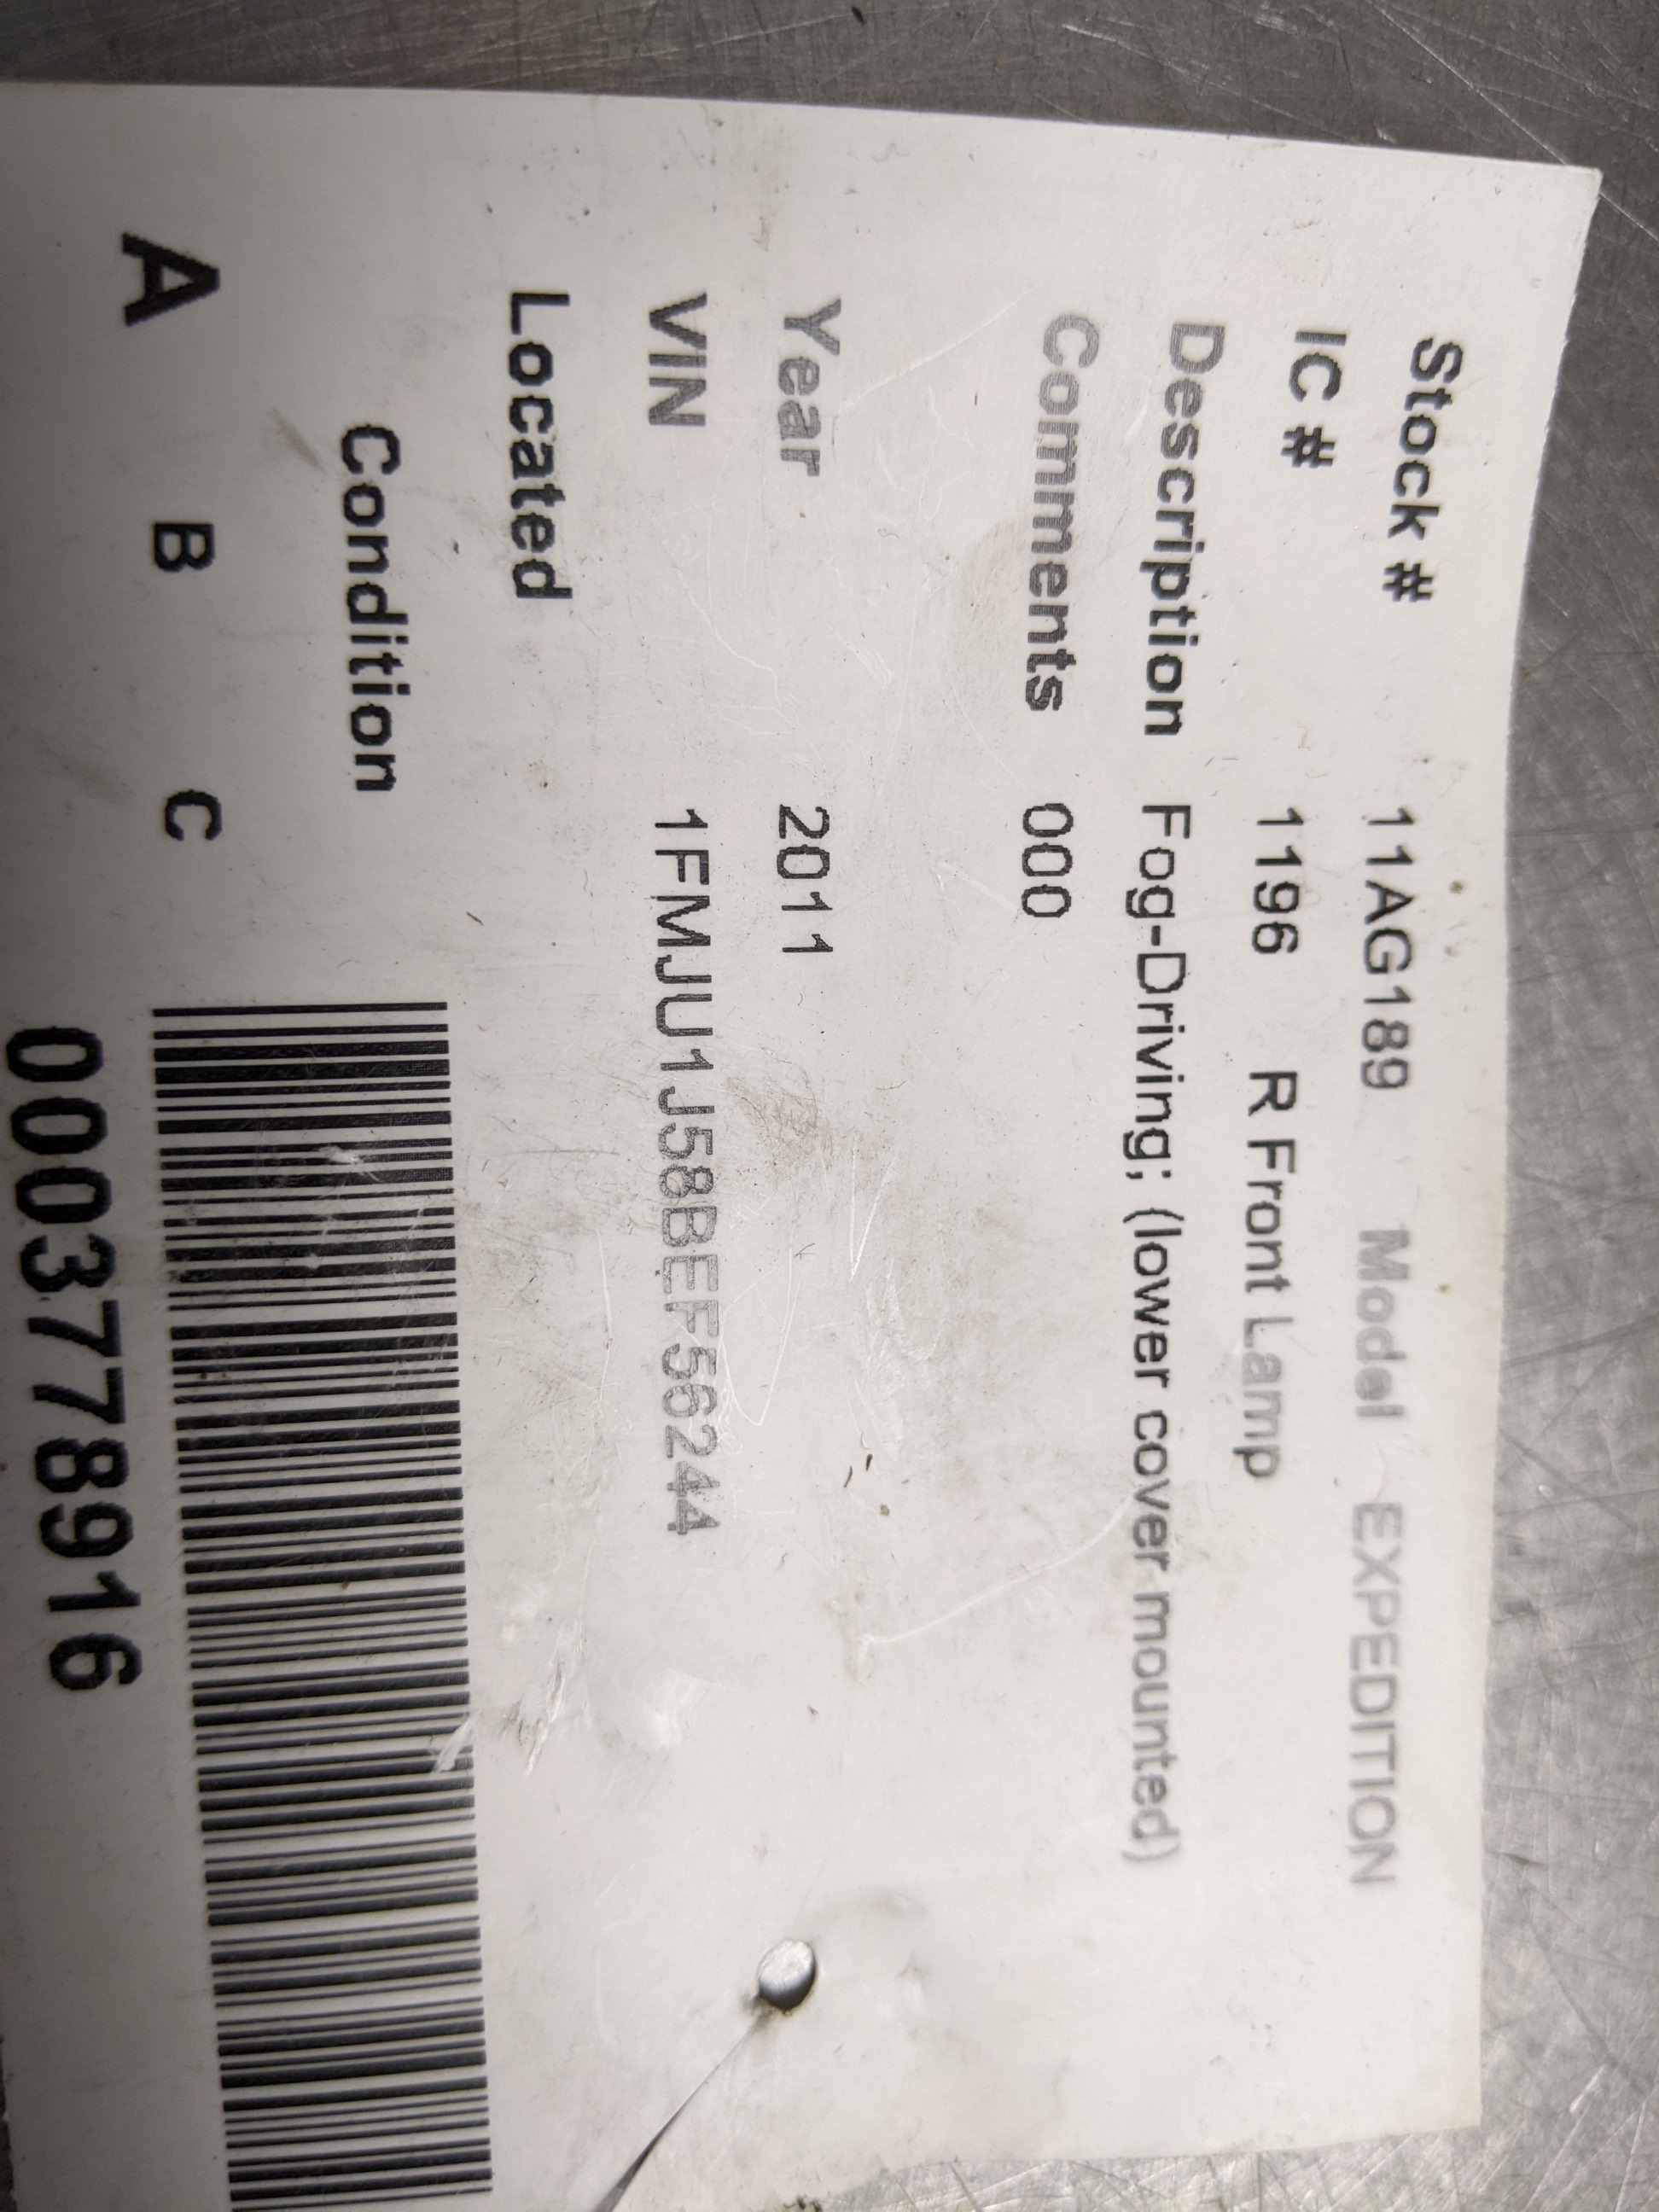 Stock # 11AG189 Model EXPEDITION
IC # 1196 R Front Lamp
Description Fog-Driving; (lower cover mounted)
Comments 000
Year 2011
VIN 1FMJU1J58BEF56244
Located
Condition
A B C
0003778916